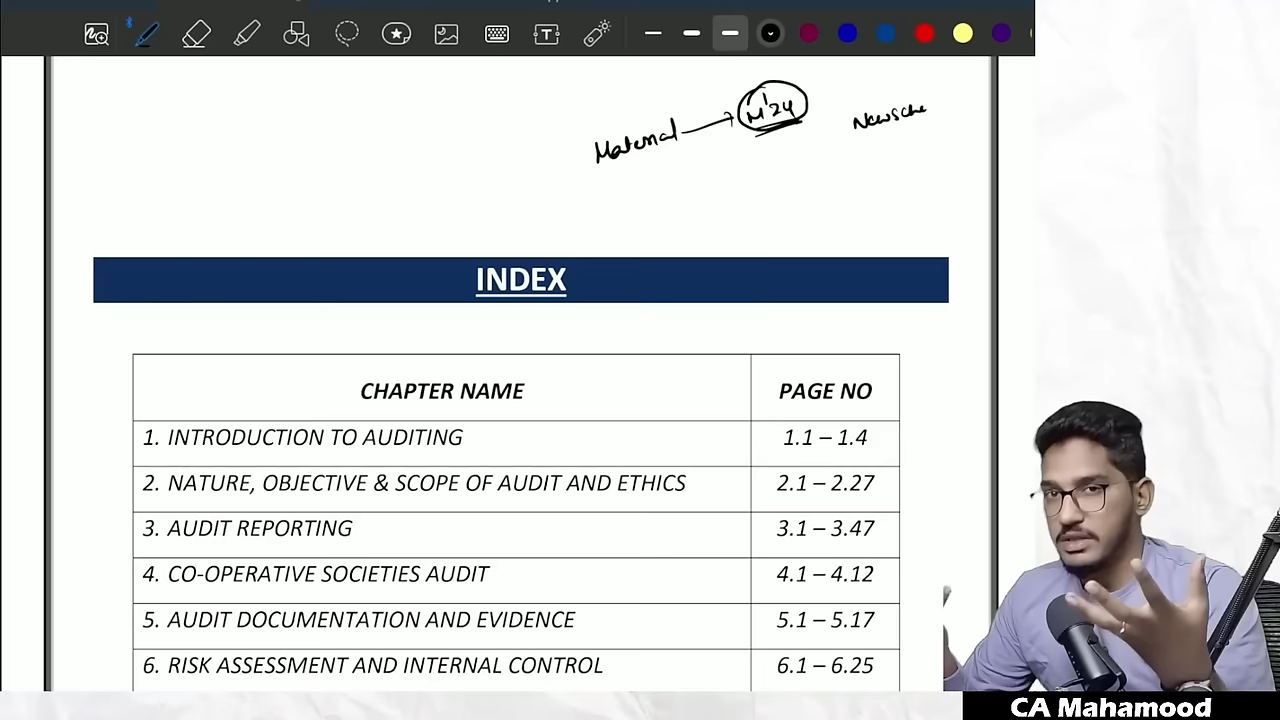 M'24
Material
INDEX
CHAPTER NAME PAGE NO
1. INTRODUCTION TO AUDITING 1.1 – 1.4
2. NATURE, OBJECTIVE & SCOPE OF AUDIT AND ETHICS 2.1 – 2.27
3. AUDIT REPORTING 3.1 – 3.47
4. CO-OPERATIVE SOCIETIES AUDIT 4.1 – 4.12
5. AUDIT DOCUMENTATION AND EVIDENCE 5.1 – 5.17
6. RISK ASSESSMENT AND INTERNAL CONTROL 6.1 – 6.25
CA Mahamood